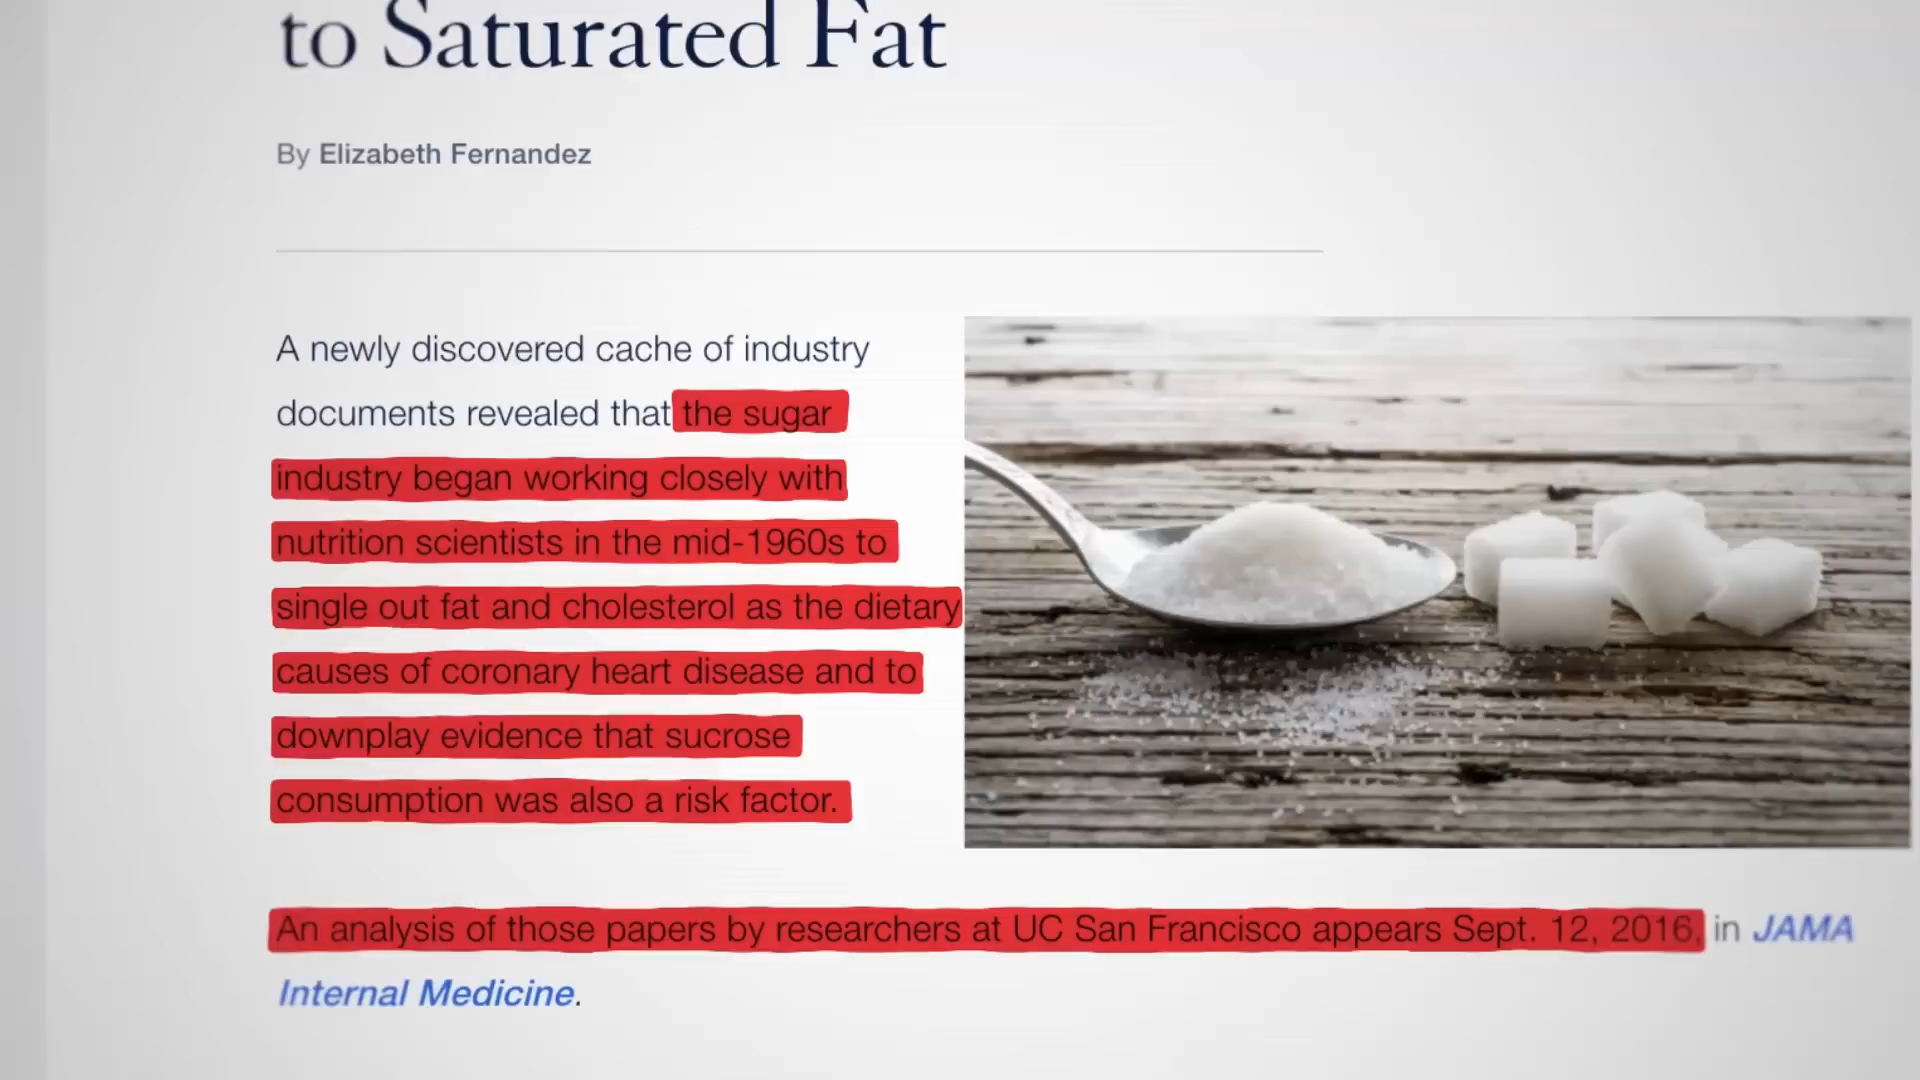 to Saturated Fat
By Elizabeth Fernandez
A newly discovered cache of industry
documents revealed that the sugar
industry began working closely with
nutrition scientists in the mid-1960s to
single out fat and cholesterol as the dietary
causes of coronary heart disease and to
downplay evidence that sucrose
consumption was also a risk factor.
An analysis of those papers by researchers at UC San Francisco appears Sept. 12, 2016, in JAMA
Internal Medicine.